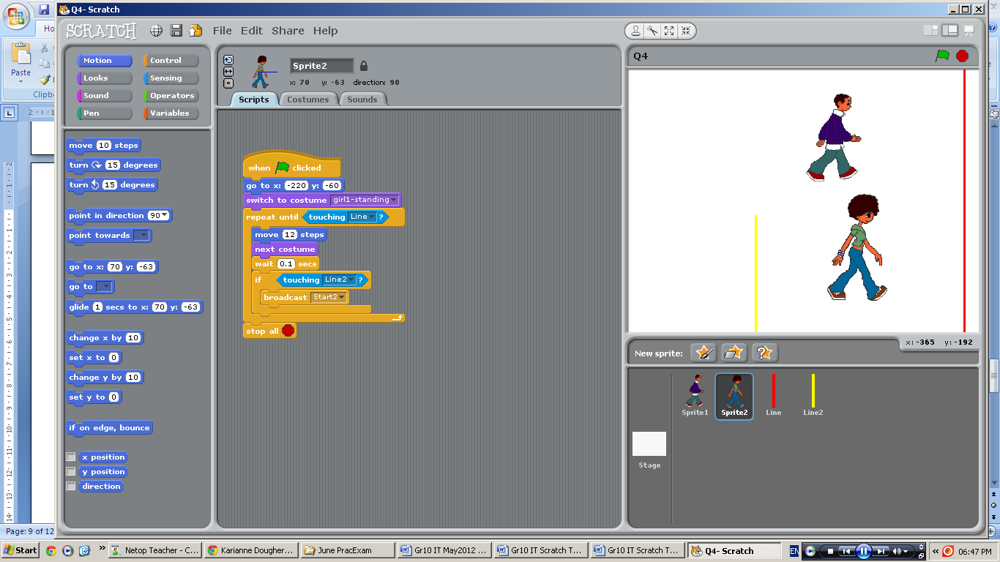 Q4- Scratch
Ho
SCRATCH
File Edit Share Help
Paste
Clipb
Motion
Control
Looks
Sensing
Sound
Operators
Pen
Variables
move 10 steps
turn 15 degrees
turn 15 degrees
point in direction 90
point towards
go to x: 70 y: -63
go to
glide 1 secs to x: 70 y: -63
change x by 10
set x to 0
change y by 10
set y to 0
if on edge, bounce
x position
y position
direction
Sprite2
x: 70 y: -63 direction: 90
Scripts Costumes Sounds
when clicked
go to x: -220 y: -60
switch to costume girl1-standing
repeat until touching Line ?
move 12 steps
next costume
wait 0.1 secs
if touching Line2 ?
broadcast Start2
stop all
Q4
x: -365 y: -192
New sprite:
Sprite1
Sprite2
Line
Line2
Stage
Page: 9 of 12
Start
Netop Teacher - C...
Karianne Dougher...
June PracExam
Gr10 IT May2012 ...
Gr10 IT Scratch T...
Gr10 IT Scratch T...
Q4- Scratch
EN
06:47 PM